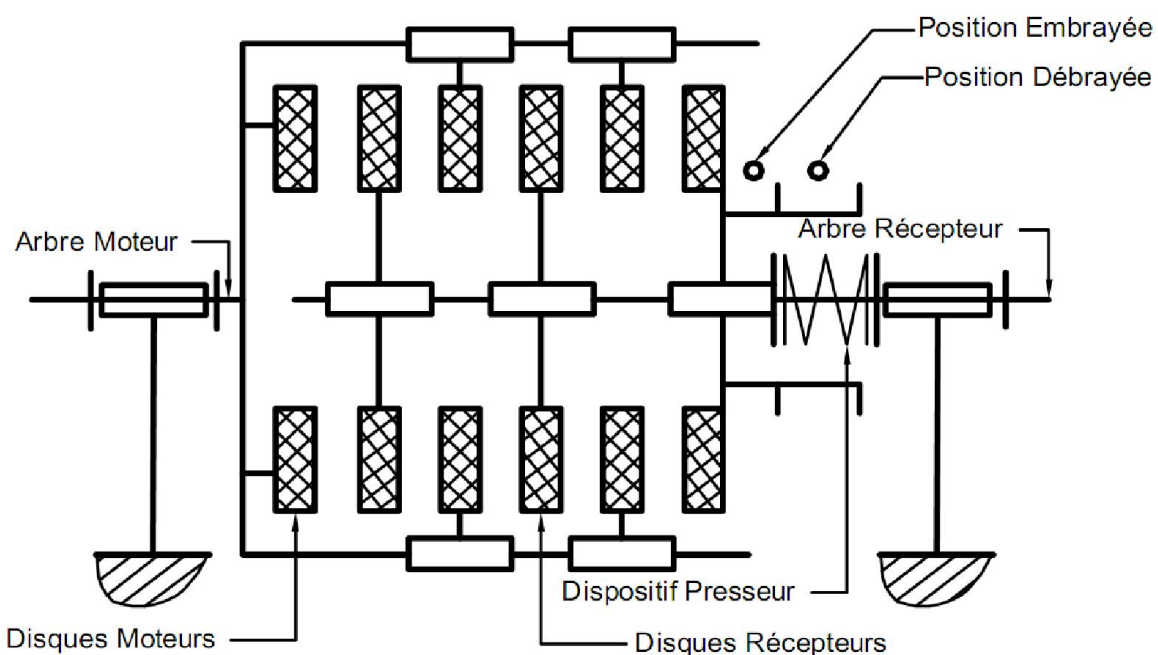 Position Embrayée
Position Débrayée
Arbre Moteur
Arbre Récepteur
Dispositif Presseur
Disques Moteurs
Disques Récepteurs